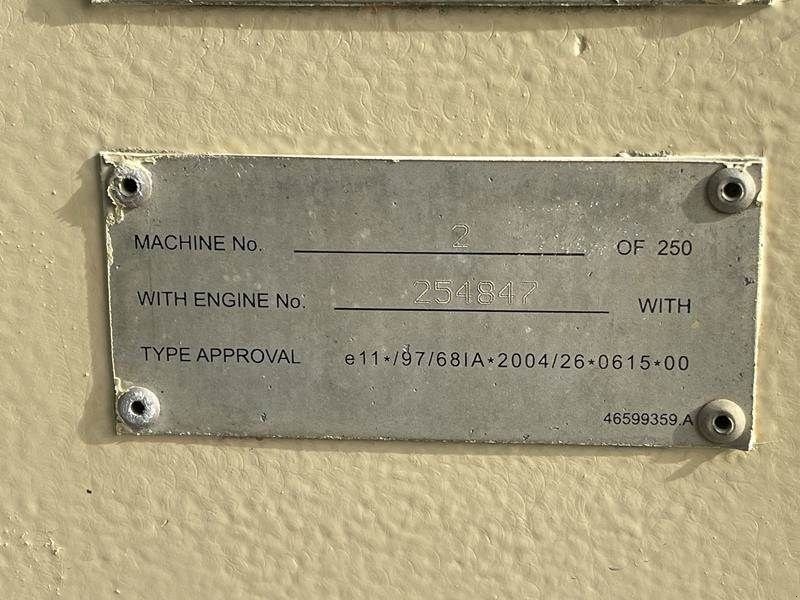 MACHINE No. 2 OF 250
WITH ENGINE No. 254847 WITH
TYPE APPROVAL e11*/97/68IA*2004/26*0615*00
46599359.A